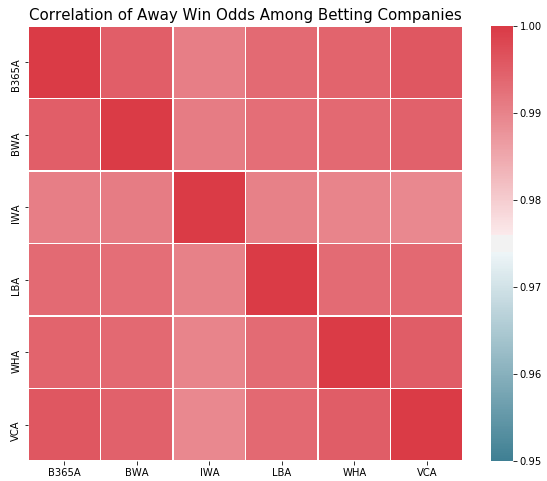 Correlation of Away Win Odds Among Betting Companies
B365A
BWA
IWA
LBA
WHA
VCA
B365A BWA IWA LBA WHA VCA
1.00
0.99
0.98
0.97
0.96
0.95